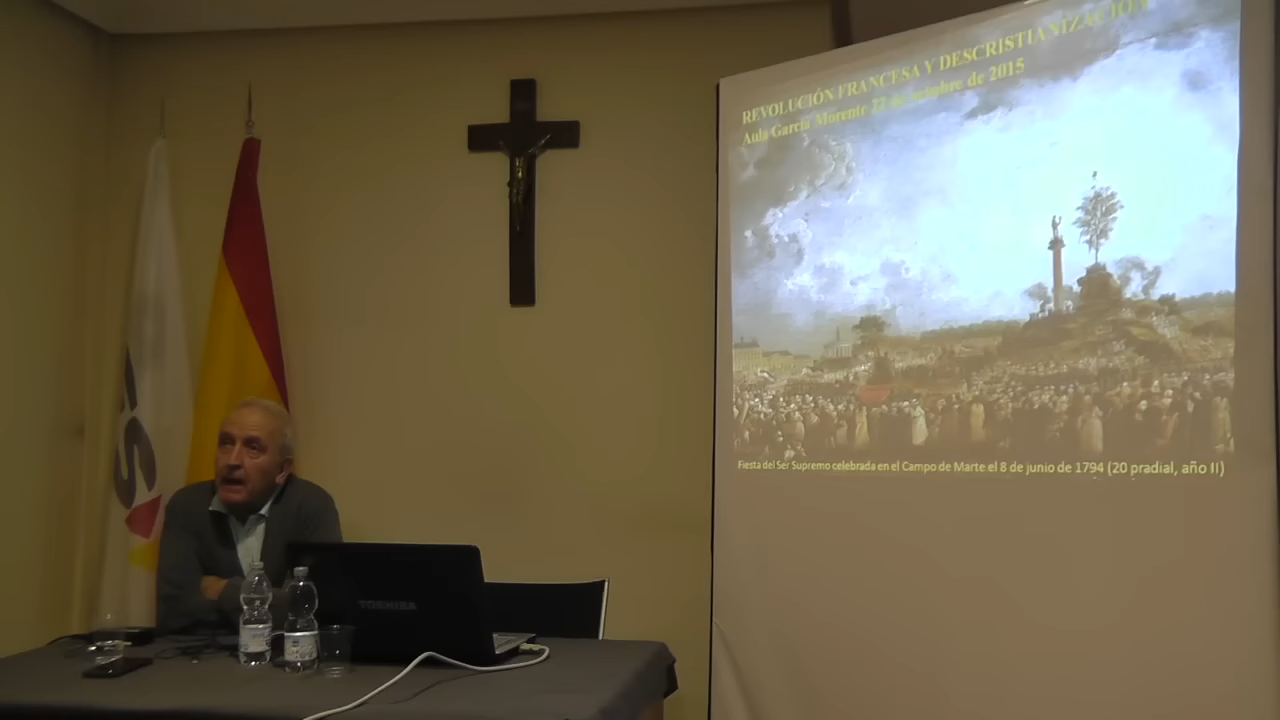 REVOLUCIÓN FRANCESA Y DESCRISTIANIZACIÓN
Aula García Morente 27 de octubre de 2015
Fiesta del Ser Supremo celebrada en el Campo de Marte el 8 de junio de 1794 (20 pradial, año II)
TOSHIBA